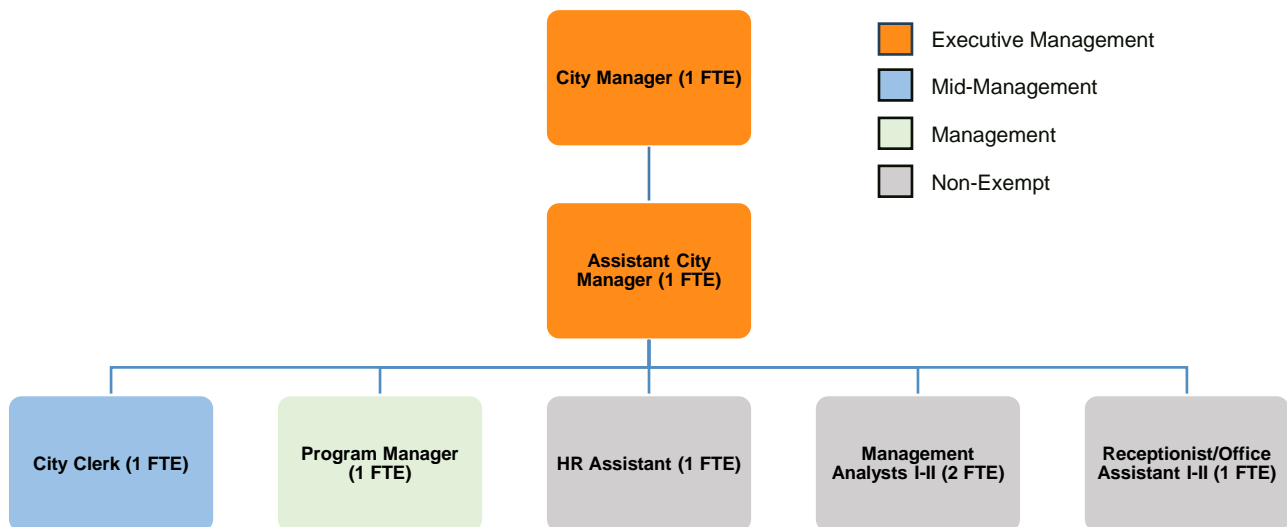 City Manager (1 FTE)
Executive Management
Mid-Management
Management
Non-Exempt
Assistant City
Manager (1 FTE)
City Clerk (1 FTE)
Program Manager
(1 FTE)
HR Assistant (1 FTE)
Management
Analysts I-II (2 FTE)
Receptionist/Office
Assistant I-II (1 FTE)